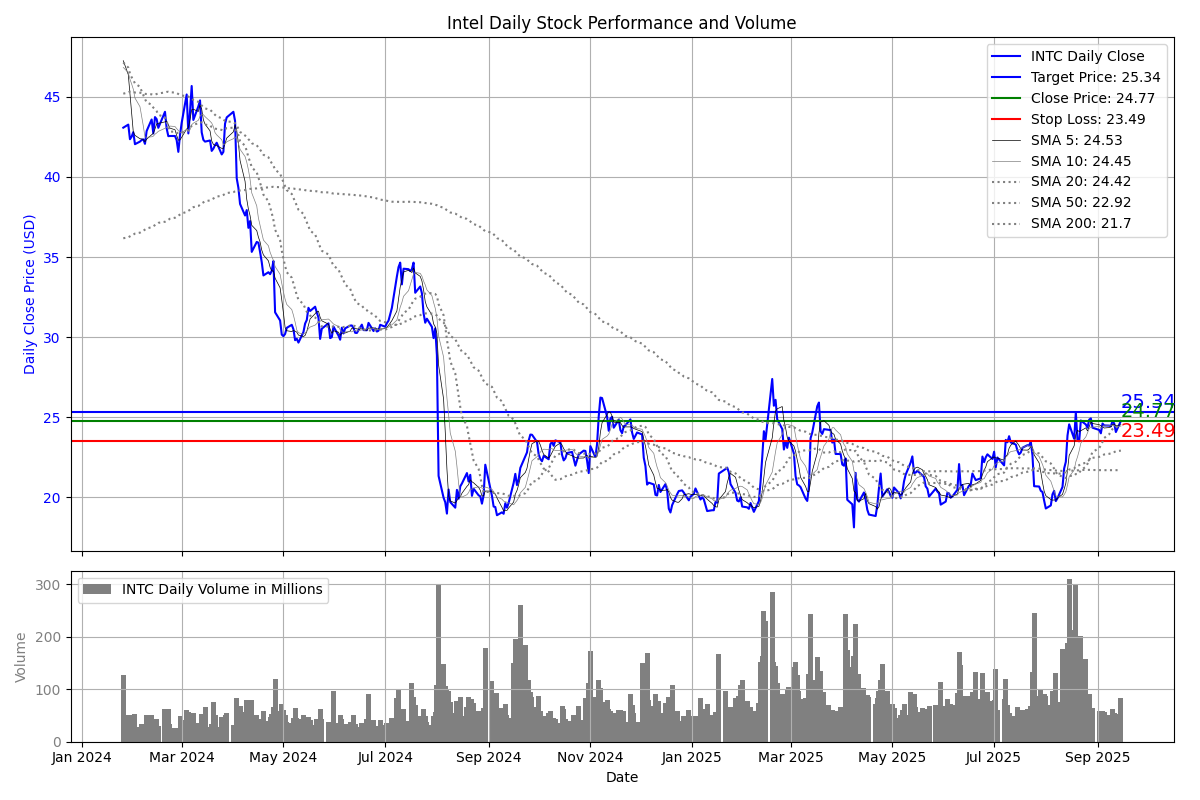 Intel Daily Stock Performance and Volume
INTC Daily Close
Target Price: 25.34
Close Price: 24.77
Stop Loss: 23.49
SMA 5: 24.53
SMA 10: 24.45
SMA 20: 24.42
SMA 50: 22.92
SMA 200: 21.7
Daily Close Price (USD)
45
40
35
30
25
20
25.34
24.77
23.49
INTC Daily Volume in Millions
Volume
300
200
100
0
Jan 2024 Mar 2024 May 2024 Jul 2024 Sep 2024 Nov 2024 Jan 2025 Mar 2025 May 2025 Jul 2025 Sep 2025
Date